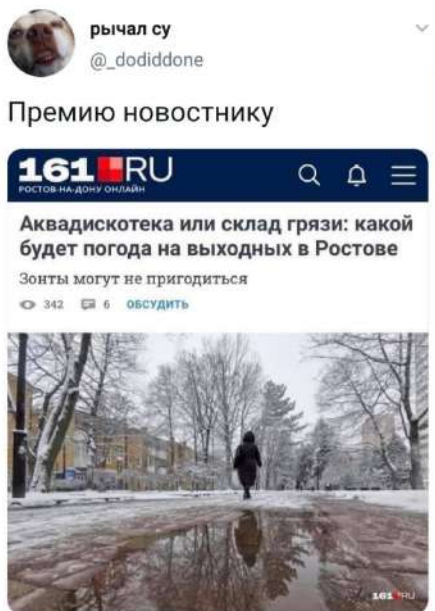 рычал су
@_dodiddone
Премию новостнику
161.RU
РОСТОВ-НА-ДОНУ ОНЛАЙН
Аквадискотека или склад грязи: какой
будет погода на выходных в Ростове
Зонты могут не пригодиться
342 6 ОБСУДИТЬ
161.RU